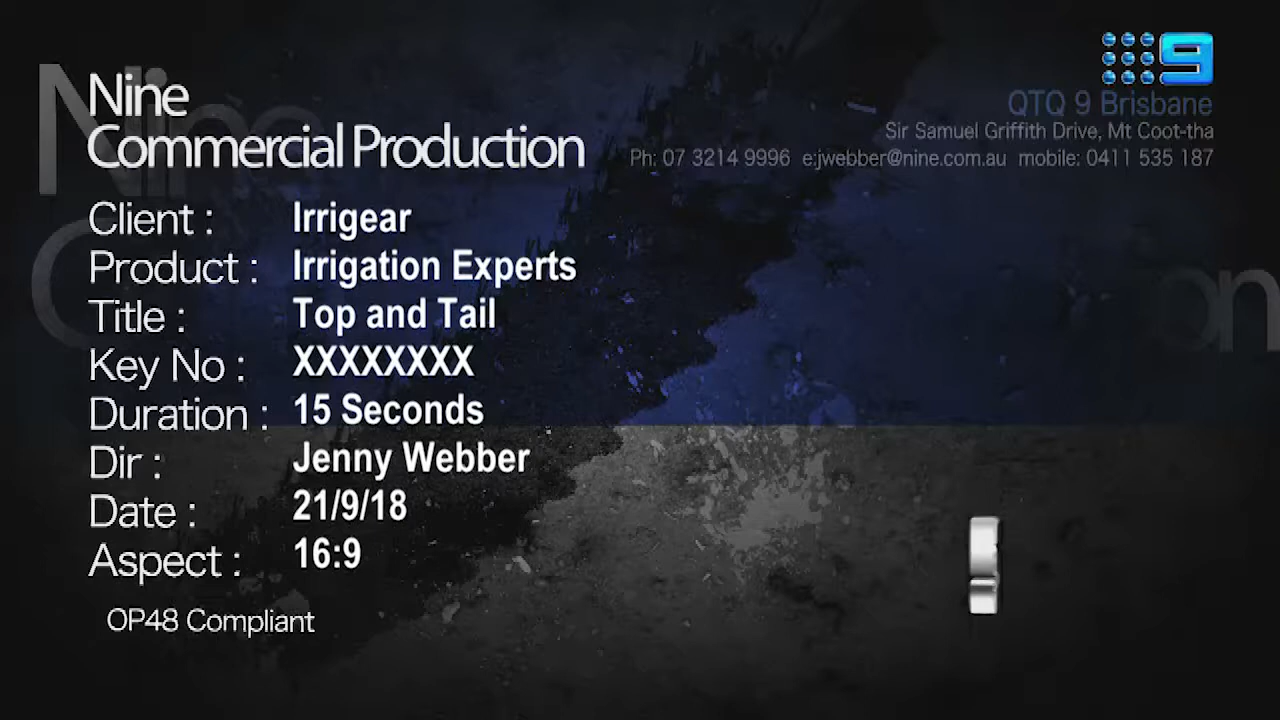 Nine
Commercial Production
9
QTQ 9 Brisbane
Sir Samuel Griffith Drive, Mt Coot-tha
Ph: 07 3214 9996 e:jwebber@nine.com.au mobile: 0411 535 187
Client : Irrigear
Product : Irrigation Experts
Title : Top and Tail
Key No : XXXXXXXX
Duration : 15 Seconds
Dir : Jenny Webber
Date : 21/9/18
Aspect : 16:9
OP48 Compliant